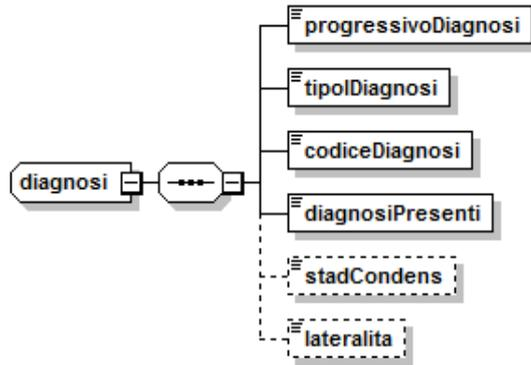 progressivoDiagnosi
tipolDiagnosi
codiceDiagnosi
diagnosi
diagnosiPresenti
stadCondens
lateralita